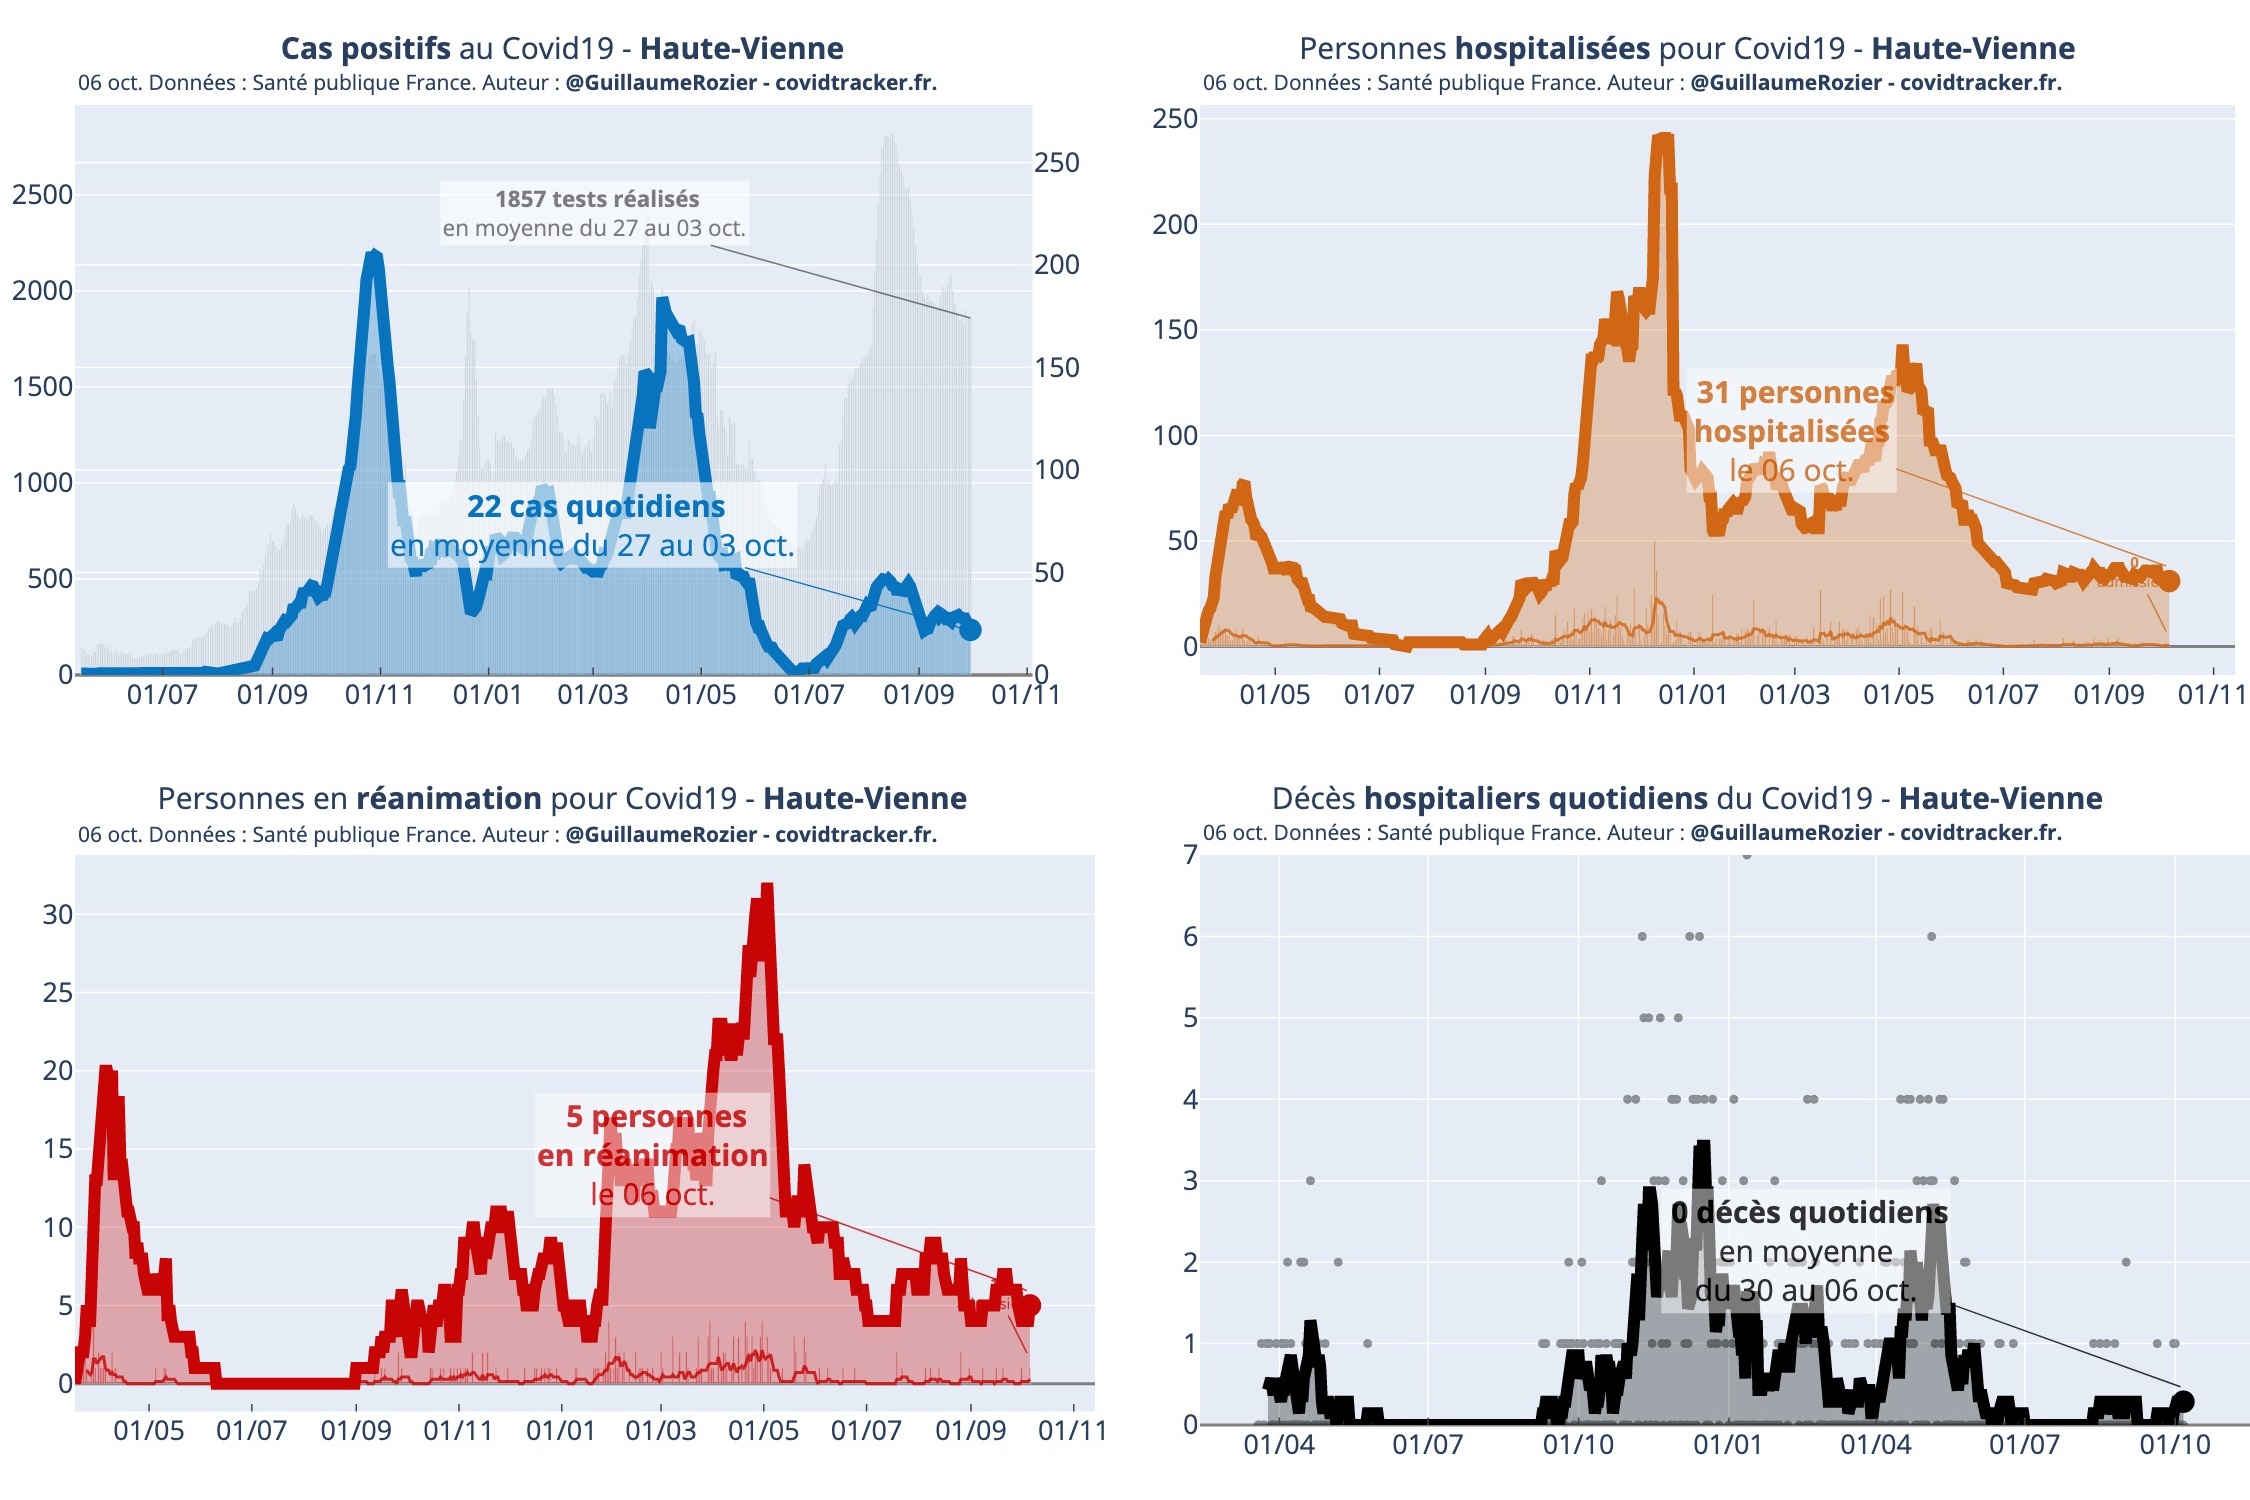 Cas positifs au Covid19 - Haute-Vienne
06 oct. Données : Santé publique France. Auteur : @GuillaumeRozier - covidtracker.fr.
250
2500
1857 tests réalisés
en moyenne du 27 au 03 oct.
200
2000
150
1500
100
1000
22 cas quotidiens
en moyenne du 27 au 03 oct.
50
500
0
0
01/07 01/09 01/11 01/01 01/03 01/05 01/07 01/09 01/11
Personnes hospitalisées pour Covid19 - Haute-Vienne
06 oct. Données : Santé publique France. Auteur : @GuillaumeRozier - covidtracker.fr.
250
200
150
31 personnes
hospitalisées
le 06 oct.
100
50
0
0
01/05 01/07 01/09 01/11 01/01 01/03 01/05 01/07 01/09 01/11
Personnes en réanimation pour Covid19 - Haute-Vienne
06 oct. Données : Santé publique France. Auteur : @GuillaumeRozier - covidtracker.fr.
30
25
20
15
5 personnes
en réanimation
le 06 oct.
10
5
0
01/05 01/07 01/09 01/11 01/01 01/03 01/05 01/07 01/09 01/11
Décès hospitaliers quotidiens du Covid19 - Haute-Vienne
06 oct. Données : Santé publique France. Auteur : @GuillaumeRozier - covidtracker.fr.
7
6
5
4
3
0 décès quotidiens
en moyenne
du 30 au 06 oct.
2
1
0
01/04 01/07 01/10 01/01 01/04 01/07 01/10